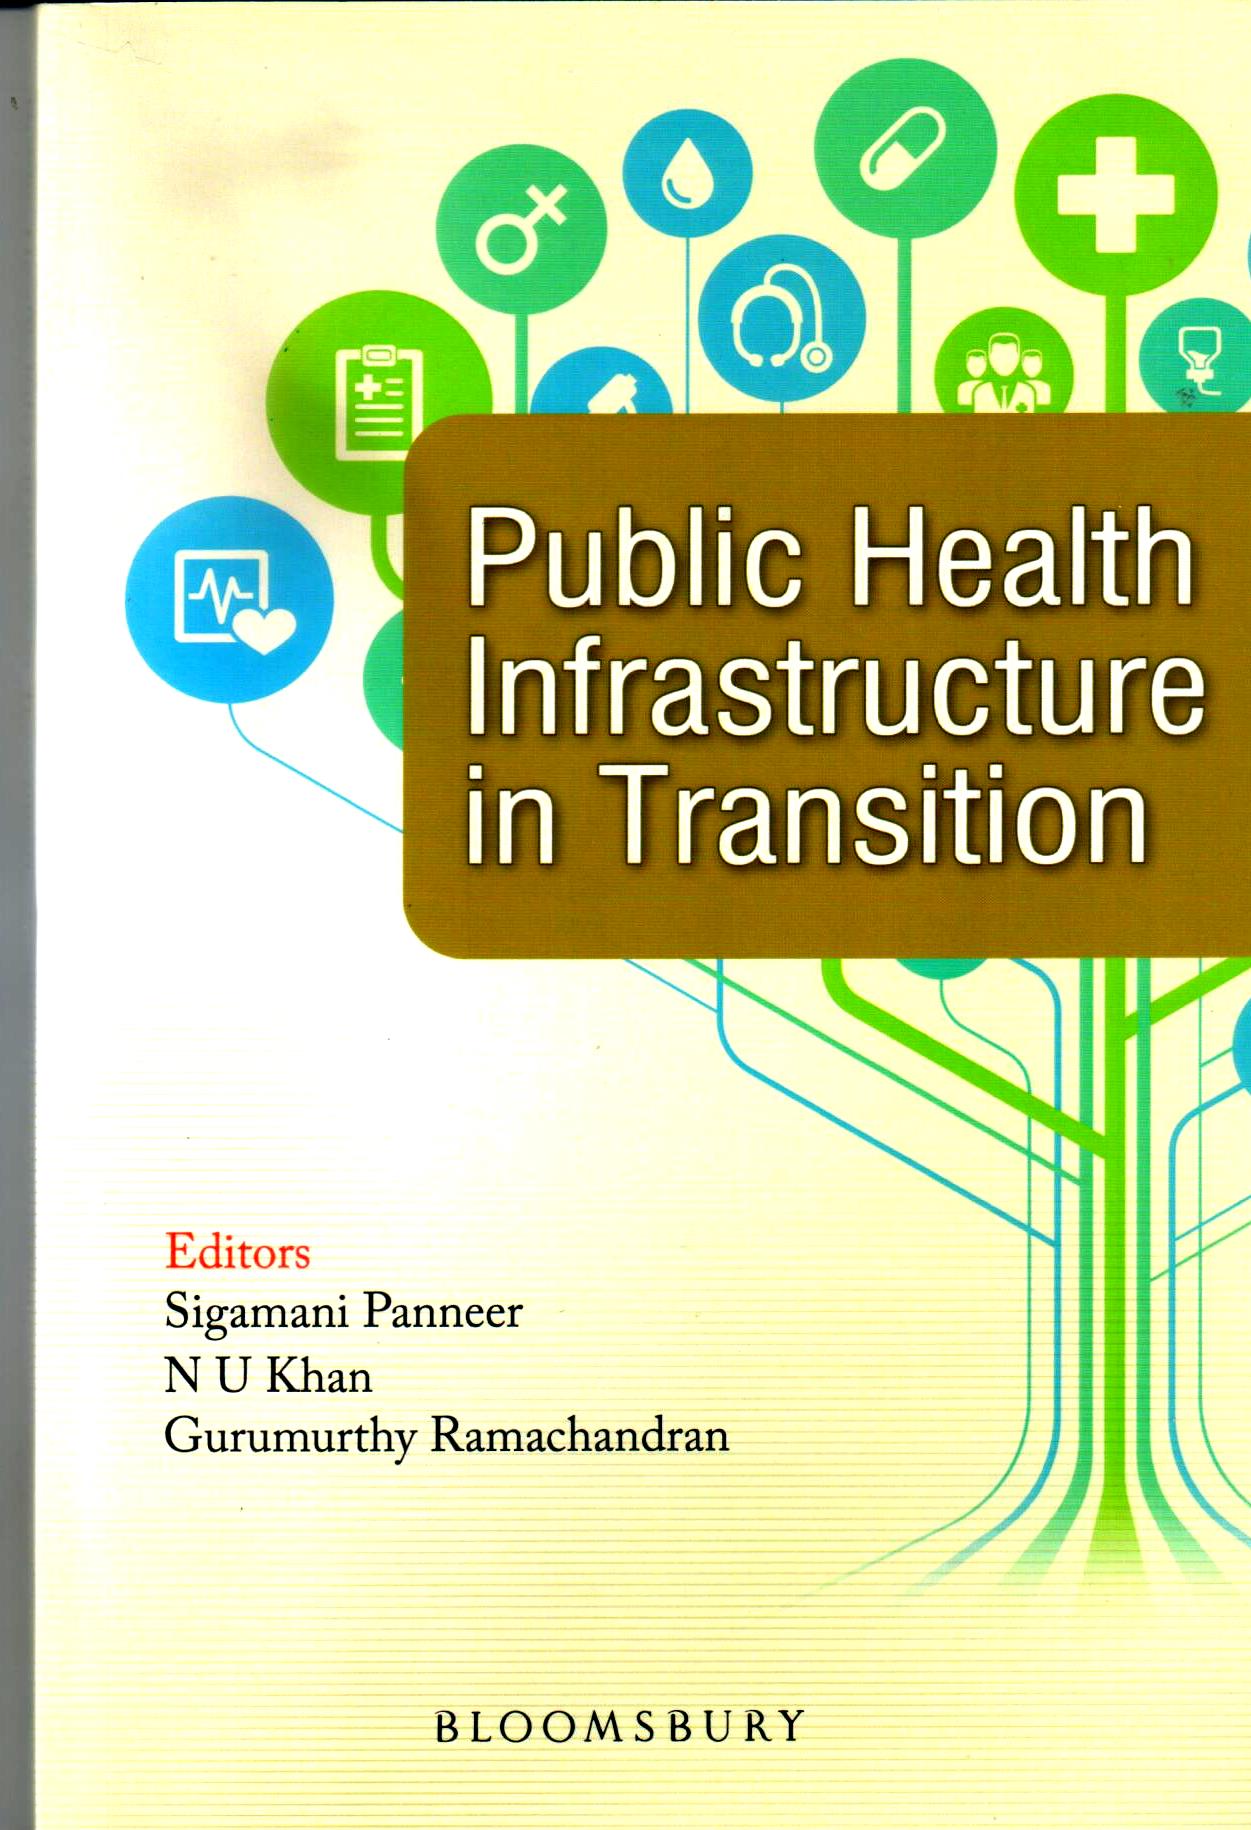 Public Health
Infrastructure
in Transition
Editors
Sigamani Panneer
N U Khan
Gurumurthy Ramachandran
BLOOMSBURY